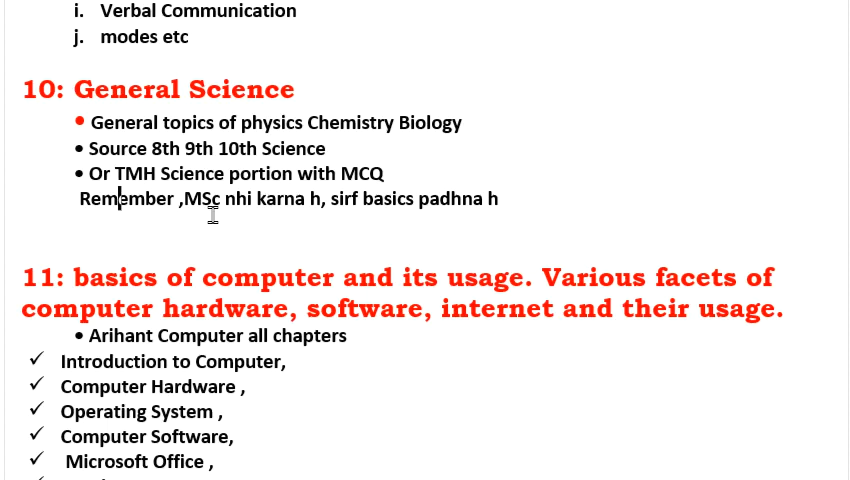 i. Verbal Communication
j. modes etc
10: General Science
• General topics of physics Chemistry Biology
• Source 8th 9th 10th Science
• Or TMH Science portion with MCQ
Remember ,MSc nhi karna h, sirf basics padhna h
11: basics of computer and its usage. Various facets of
computer hardware, software, internet and their usage.
• Arihant Computer all chapters
✓ Introduction to Computer,
✓ Computer Hardware ,
✓ Operating System ,
✓ Computer Software,
✓ Microsoft Office ,